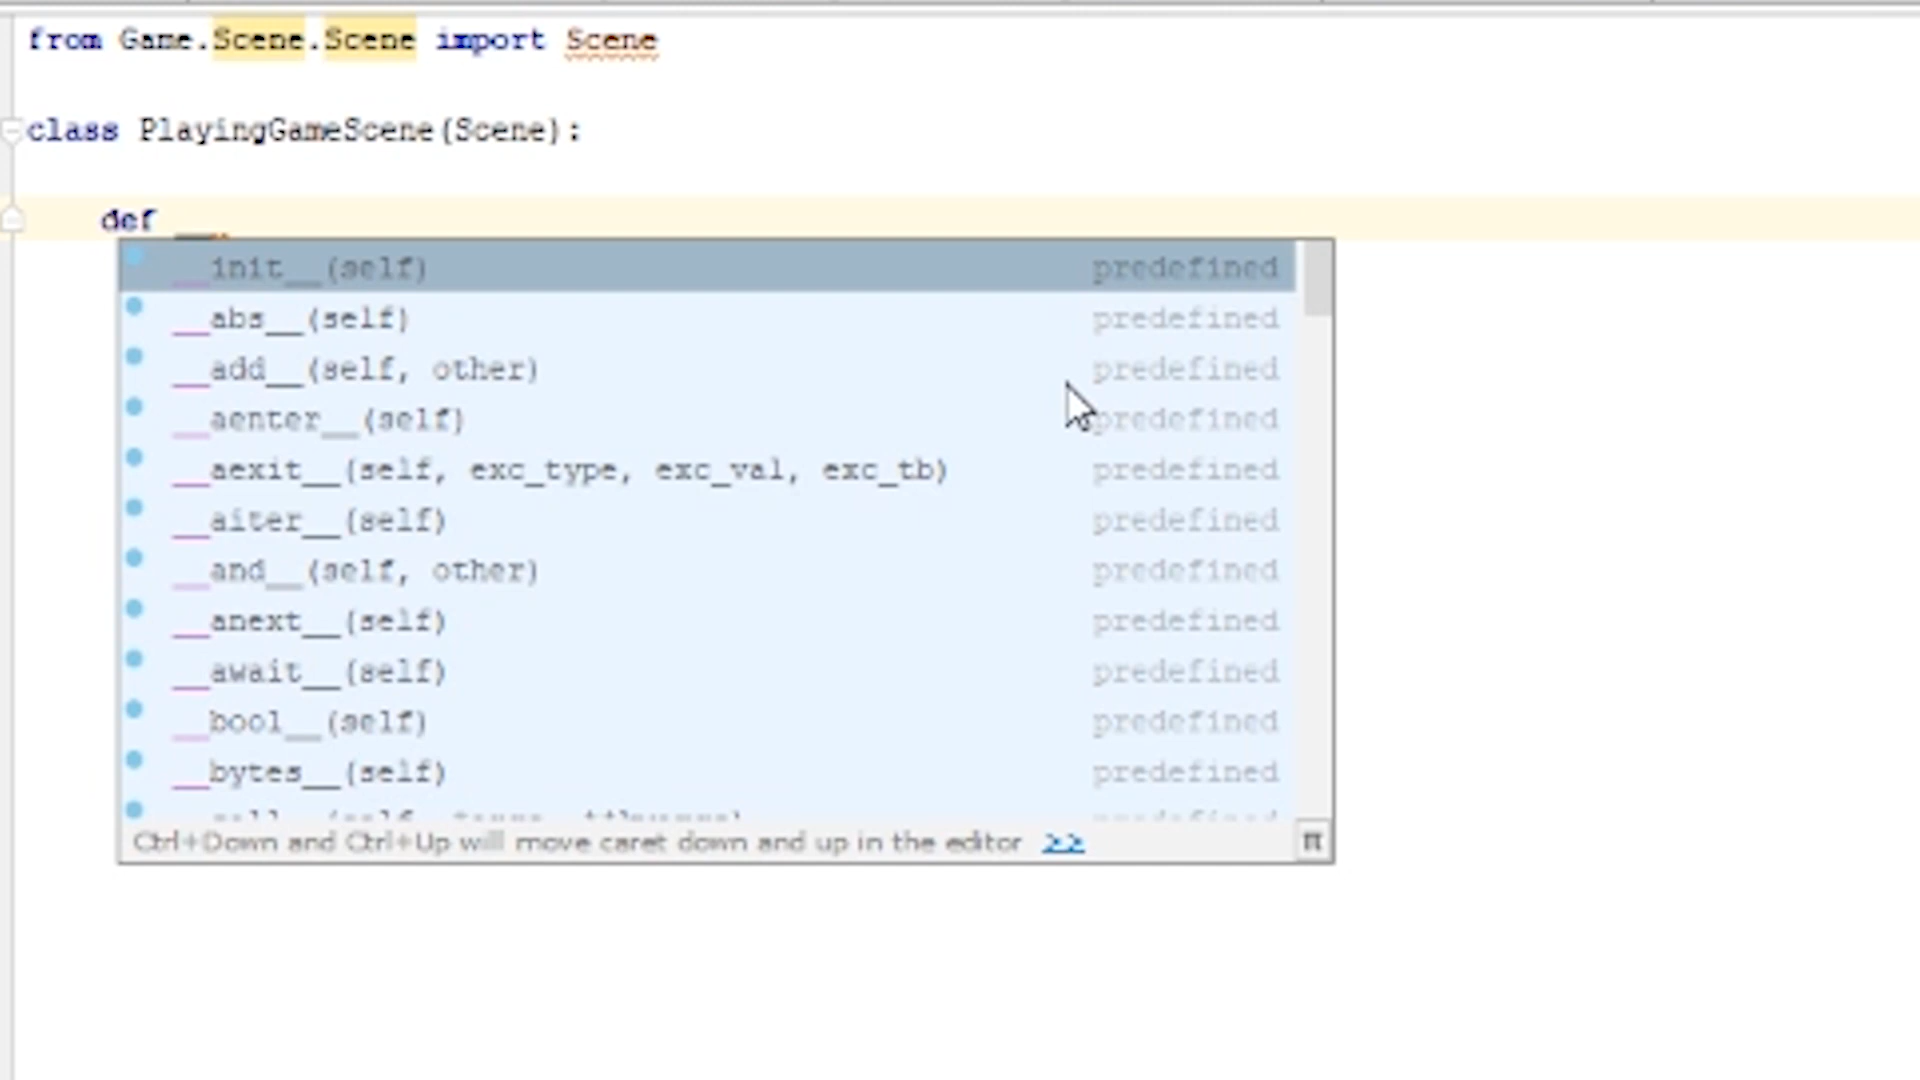 from Game.Scene.Scene import Scene
class PlayingGameScene(Scene):
def __
__init__(self) predefined
__abs__(self) predefined
__add__(self, other) predefined
__aenter__(self) predefined
__aexit__(self, exc_type, exc_val, exc_tb) predefined
__aiter__(self) predefined
__and__(self, other) predefined
__anext__(self) predefined
__await__(self) predefined
__bool__(self) predefined
__bytes__(self) predefined
Ctrl+Down and Ctrl+Up will move caret down and up in the editor >>
π